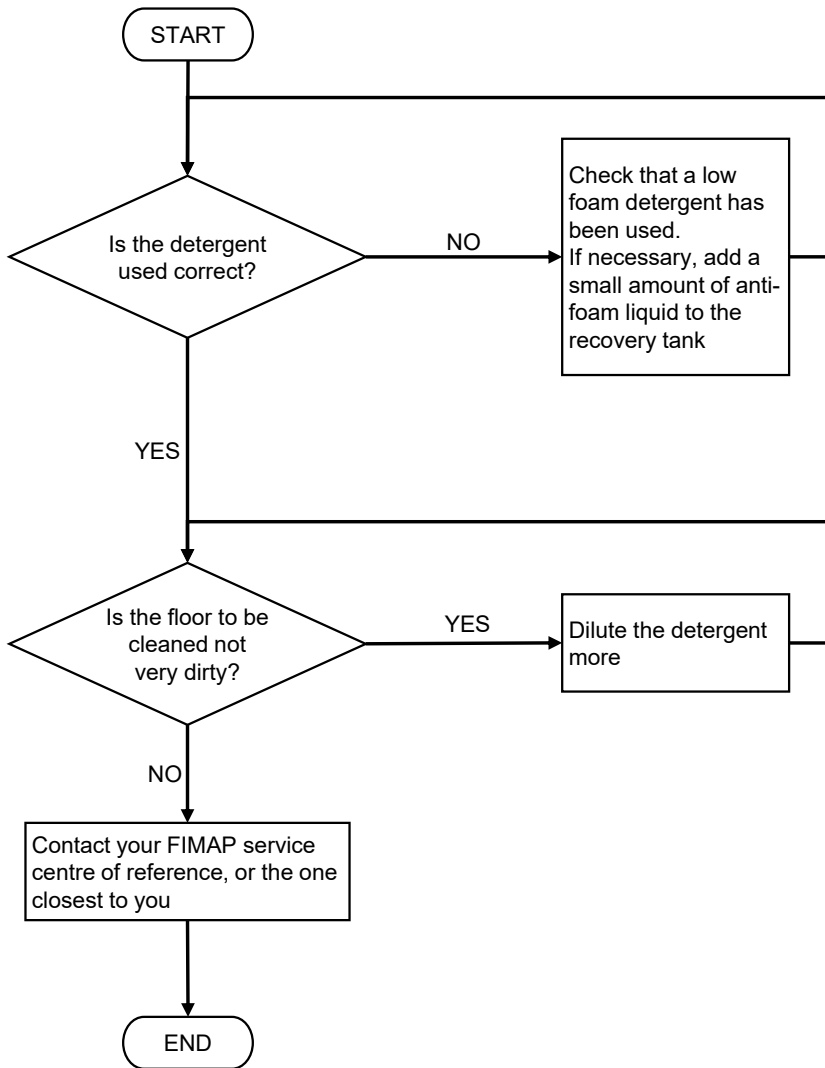 START
Is the detergent
used correct?
NO
Check that a low
foam detergent has
been used.
If necessary, add a
small amount of anti-
foam liquid to the
recovery tank
YES
Is the floor to be
cleaned not
very dirty?
YES
Dilute the detergent
more
NO
Contact your FIMAP service
centre of reference, or the one
closest to you
END